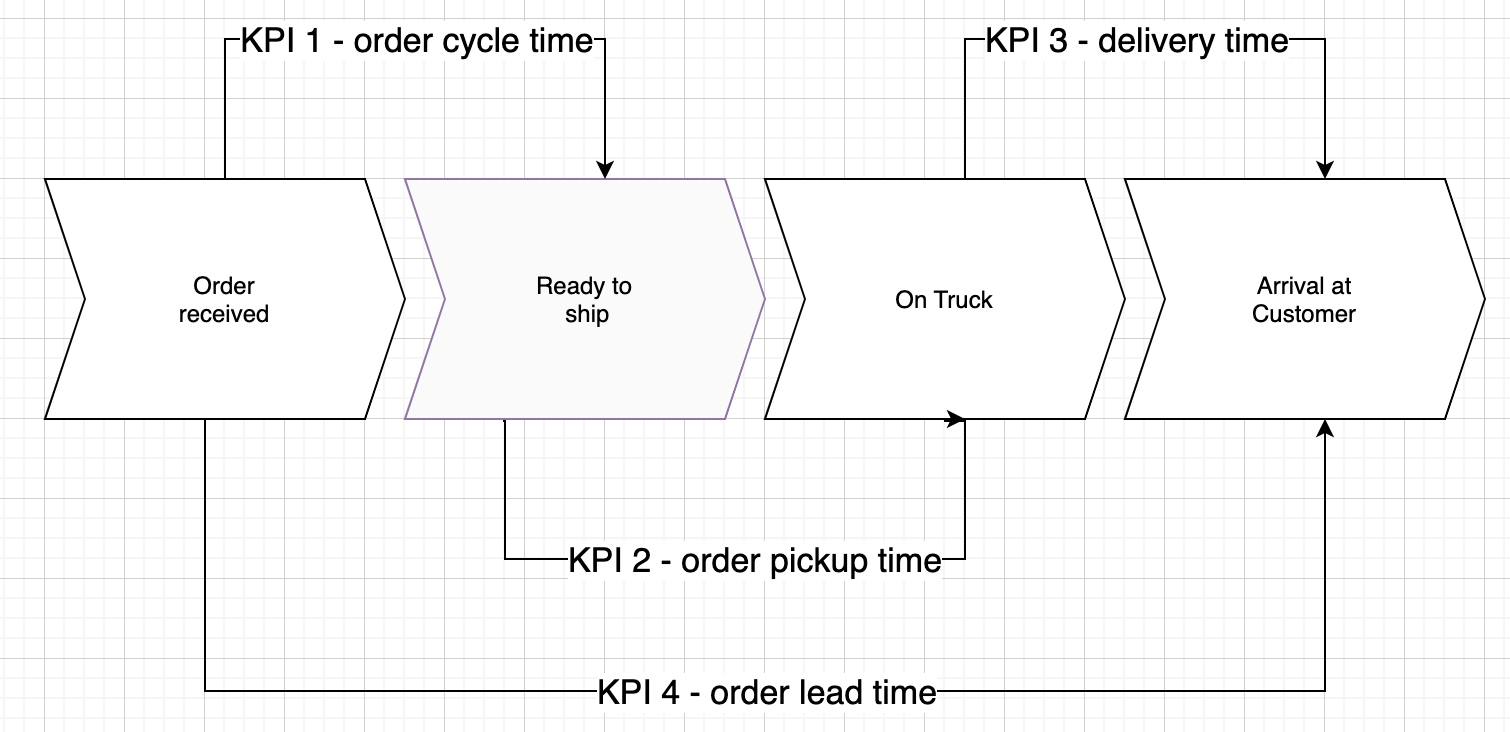 KPI 1 - order cycle time
KPI 3 - delivery time
Order
received
Ready to
ship
On Truck
Arrival at
Customer
KPI 2 - order pickup time
KPI 4 - order lead time